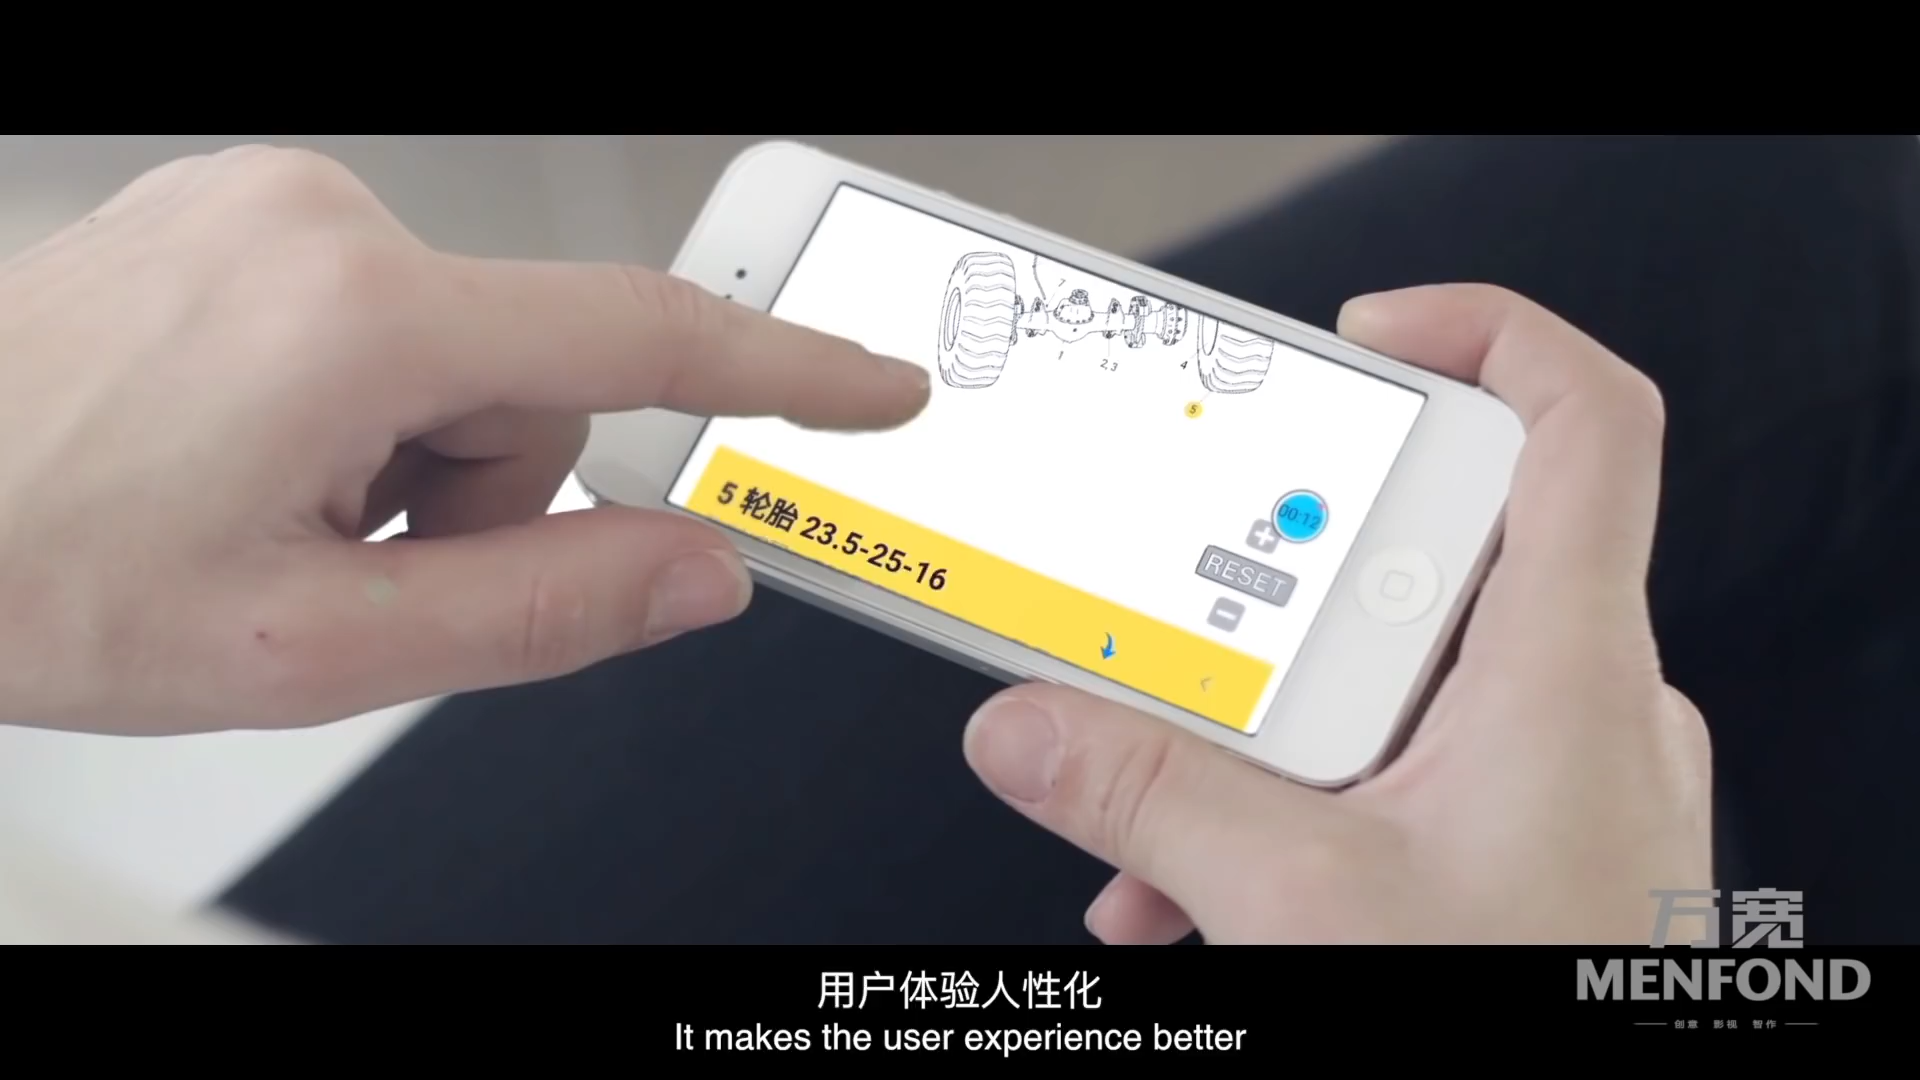 7
1
2,3
4
5
00:12
RESET
5 轮胎 23.5-25-16
万宽
MENFOND
创意 影视 智作
用户体验人性化
It makes the user experience better